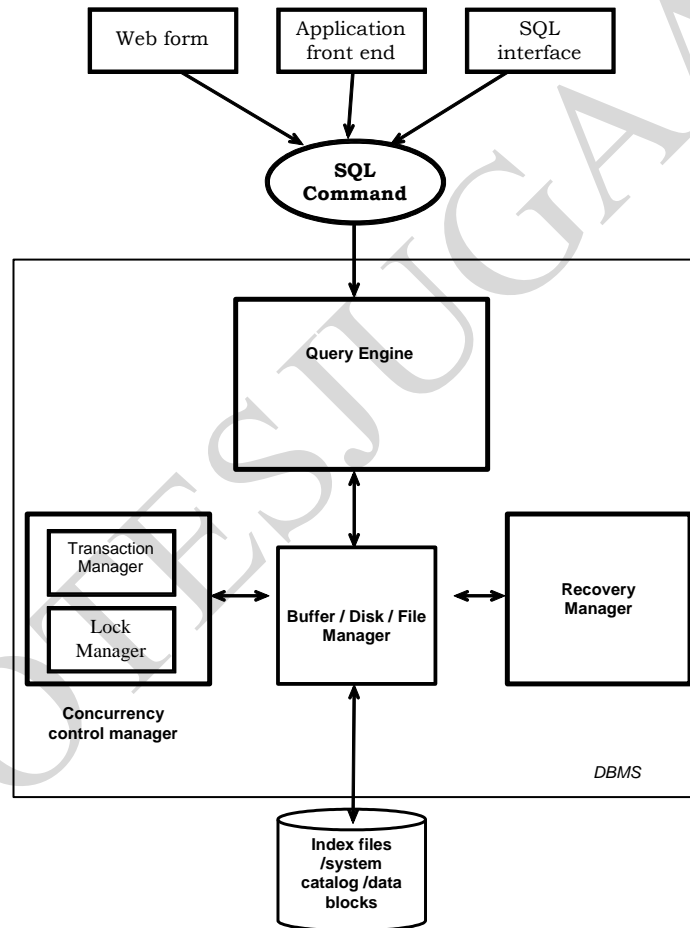 Web form
Application
front end
SQL
interface
SQL
Command
Query Engine
Transaction
Manager
Lock
Manager
Buffer / Disk / File
Manager
Recovery
Manager
Concurrency
control manager
DBMS
Index files
/system
catalog /data
blocks
OTESJUGAA